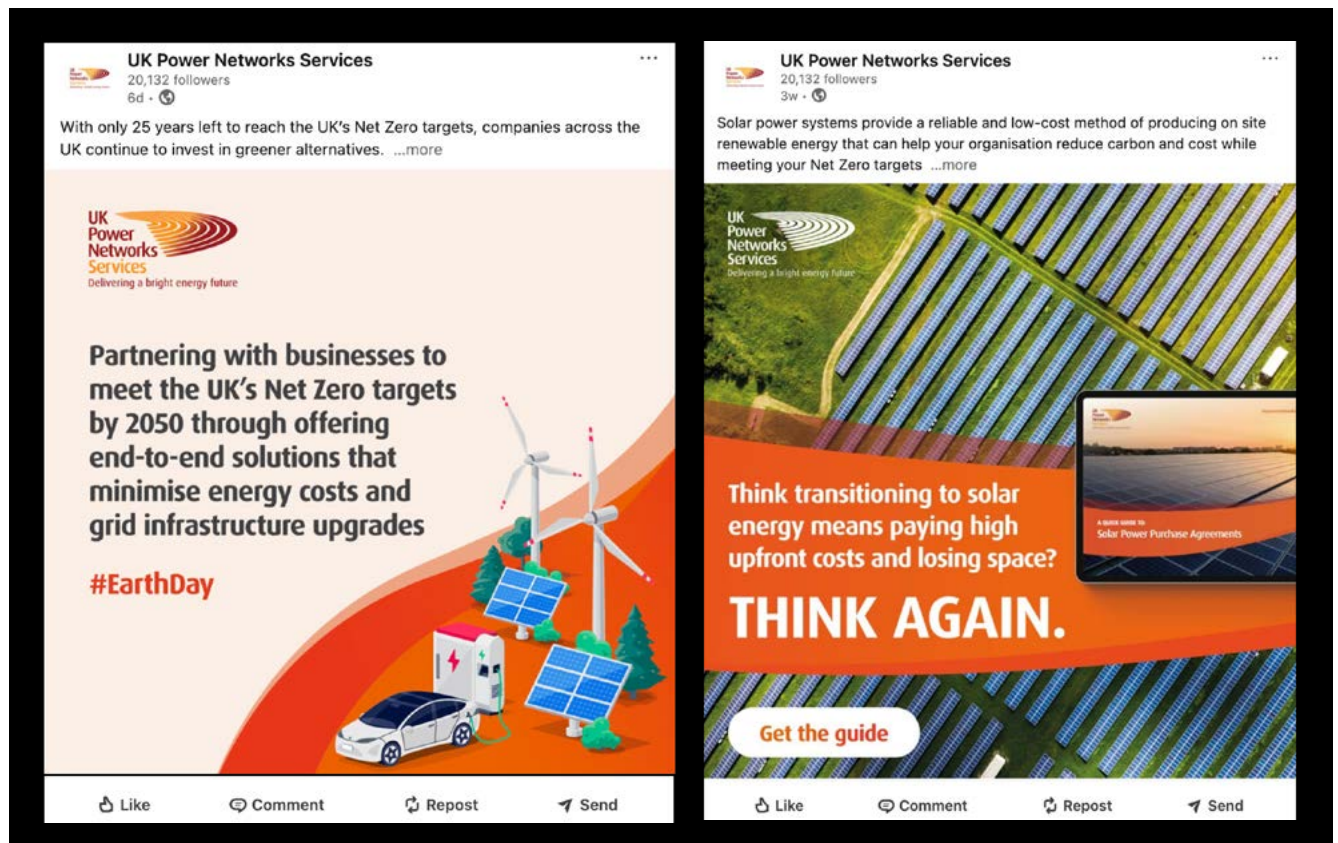 UK Power Networks Services
20,132 followers
6d •
With only 25 years left to reach the UK's Net Zero targets, companies across the
UK continue to invest in greener alternatives. ...more
UK
Power
Networks
Services
Delivering a bright energy future
Partnering with businesses to
meet the UK's Net Zero targets
by 2050 through offering
end-to-end solutions that
minimise energy costs and
grid infrastructure upgrades
#EarthDay
Like
Comment
Repost
Send
UK Power Networks Services
20,132 followers
3w •
Solar power systems provide a reliable and low-cost method of producing on site
renewable energy that can help your organisation reduce carbon and cost while
meeting your Net Zero targets ...more
UK
Power
Networks
Services
Delivering a bright energy future
UK
Power
Networks
Services
A QUICK GUIDE TO
Solar Power Purchase Agreements
Think transitioning to solar
energy means paying high
upfront costs and losing space?
THINK AGAIN.
Get the guide
Like
Comment
Repost
Send